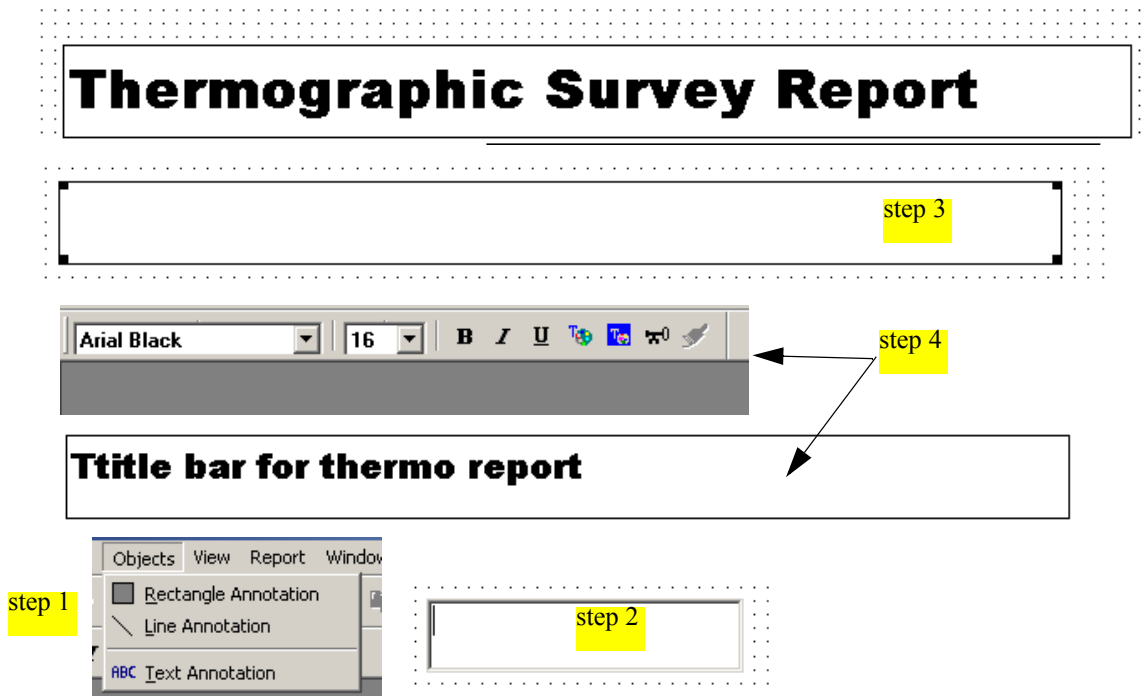 Thermographic Survey Report
step 3
Arial Black 16 B I U
step 4
Ttitle bar for thermo report
Objects View Report Window
step 1
Rectangle Annotation
Line Annotation
ABC Text Annotation
step 2